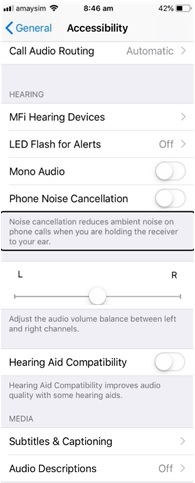 amaysim 8:46 am 42%
General Accessibility
Call Audio Routing Automatic
HEARING
MFi Hearing Devices
LED Flash for Alerts Off
Mono Audio
Phone Noise Cancellation
Noise cancellation reduces ambient noise on
phone calls when you are holding the receiver
to your ear.
L R
Adjust the audio volume balance between left
and right channels.
Hearing Aid Compatibility
Hearing Aid Compatibility improves audio
quality with some hearing aids.
MEDIA
Subtitles & Captioning
Audio Descriptions Off